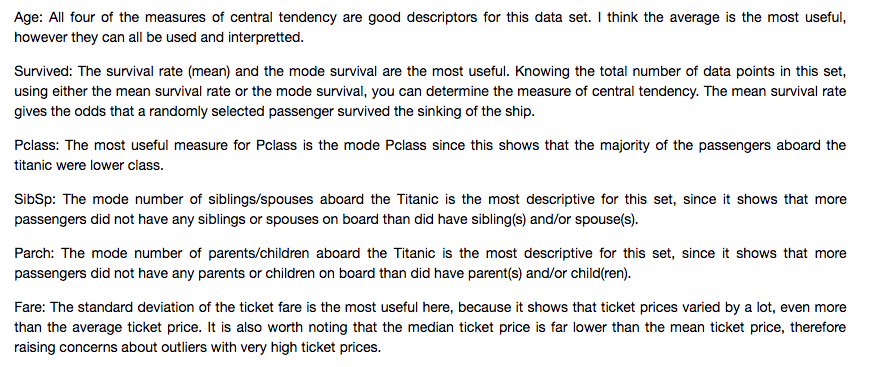 Age: All four of the measures of central tendency are good descriptors for this data set. I think the average is the most useful,
however they can all be used and interpretted.
Survived: The survival rate (mean) and the mode survival are the most useful. Knowing the total number of data points in this set,
using either the mean survival rate or the mode survival, you can determine the measure of central tendency. The mean survival rate
gives the odds that a randomly selected passenger survived the sinking of the ship.
Pclass: The most useful measure for Pclass is the mode Pclass since this shows that the majority of the passengers aboard the
titanic were lower class.
SibSp: The mode number of siblings/spouses aboard the Titanic is the most descriptive for this set, since it shows that more
passengers did not have any siblings or spouses on board than did have sibling(s) and/or spouse(s).
Parch: The mode number of parents/children aboard the Titanic is the most descriptive for this set, since it shows that more
passengers did not have any parents or children on board than did have parent(s) and/or child(ren).
Fare: The standard deviation of the ticket fare is the most useful here, because it shows that ticket prices varied by a lot, even more
than the average ticket price. It is also worth noting that the median ticket price is far lower than the mean ticket price, therefore
raising concerns about outliers with very high ticket prices.